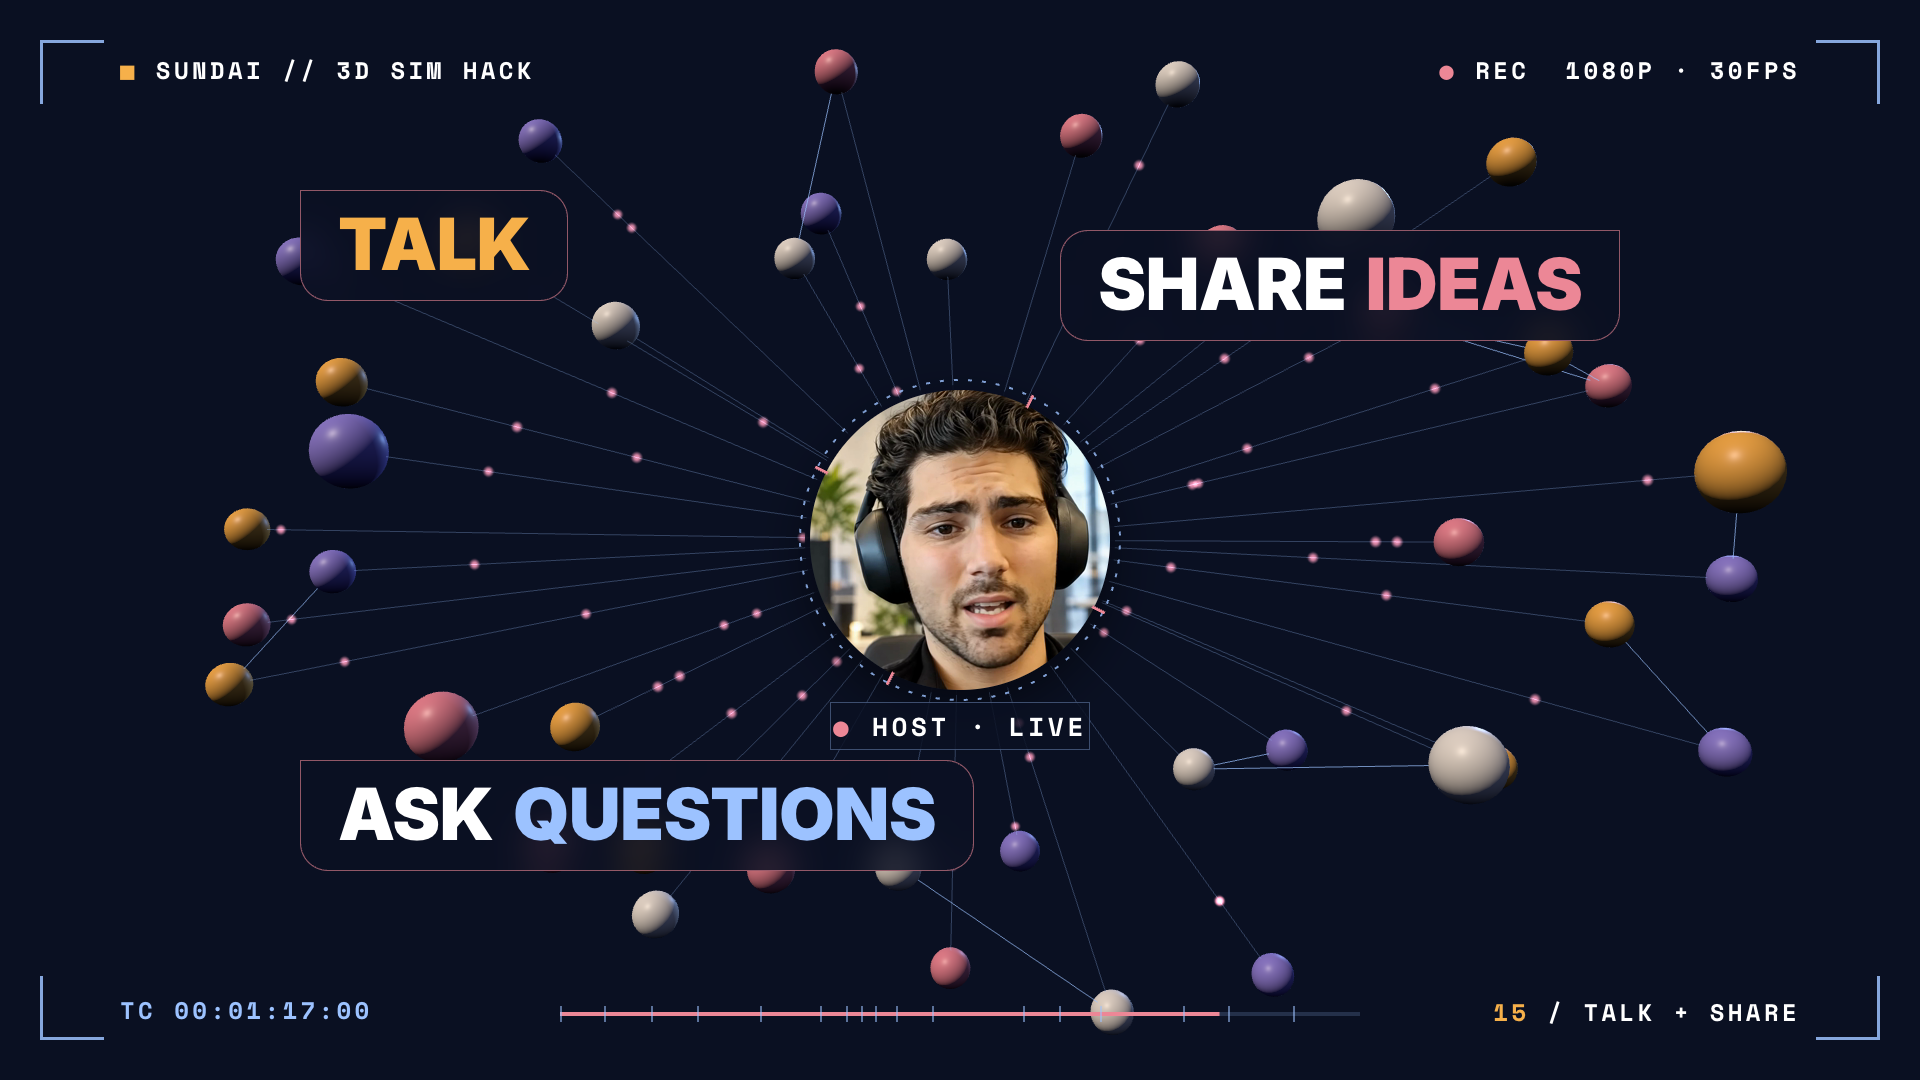 SUNDAI // 3D SIM HACK
REC 1080P · 30FPS
TALK
SHARE IDEAS
HOST · LIVE
ASK QUESTIONS
TC 00:01:17:00
15 / TALK + SHARE